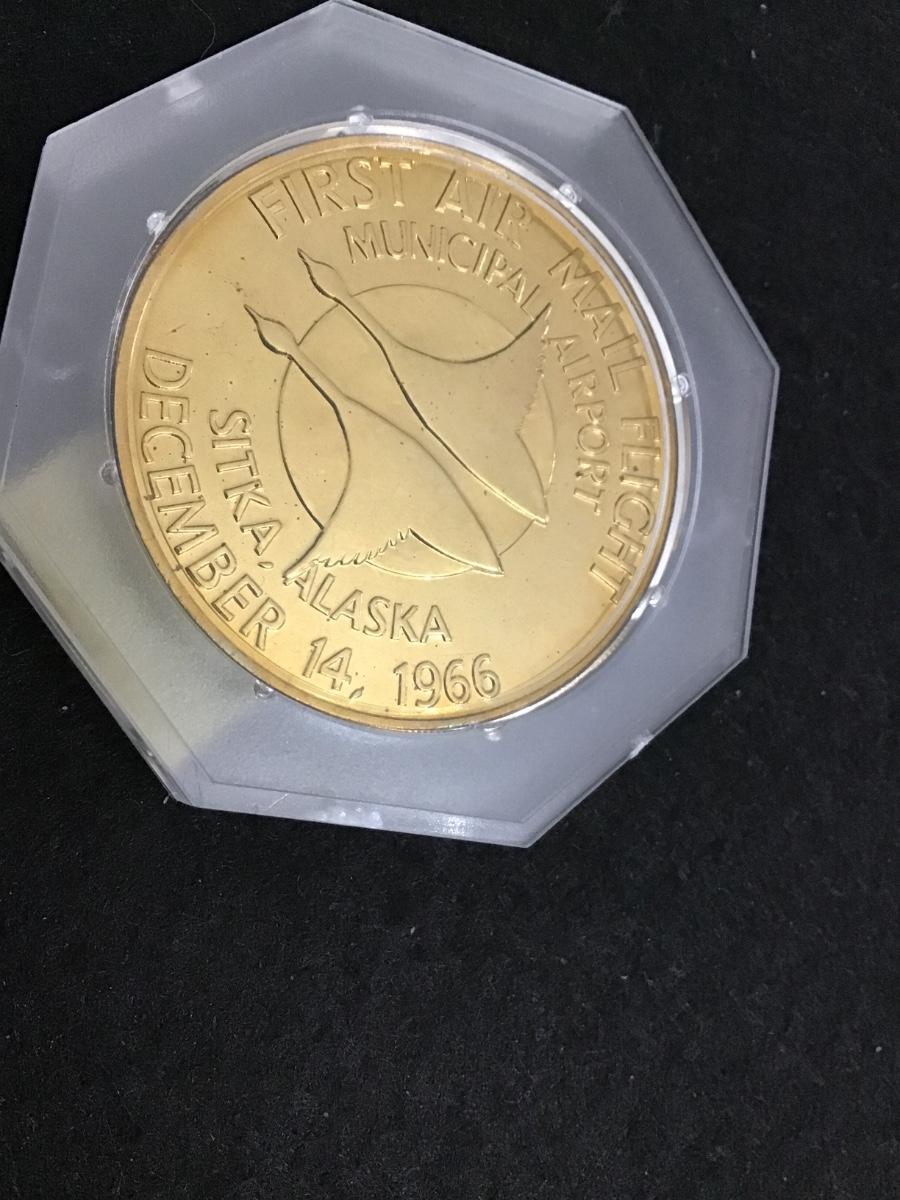 FIRST AIR MAIL FLIGHT
MUNICIPAL AIRPORT
SITKA, ALASKA
DECEMBER 14, 1966